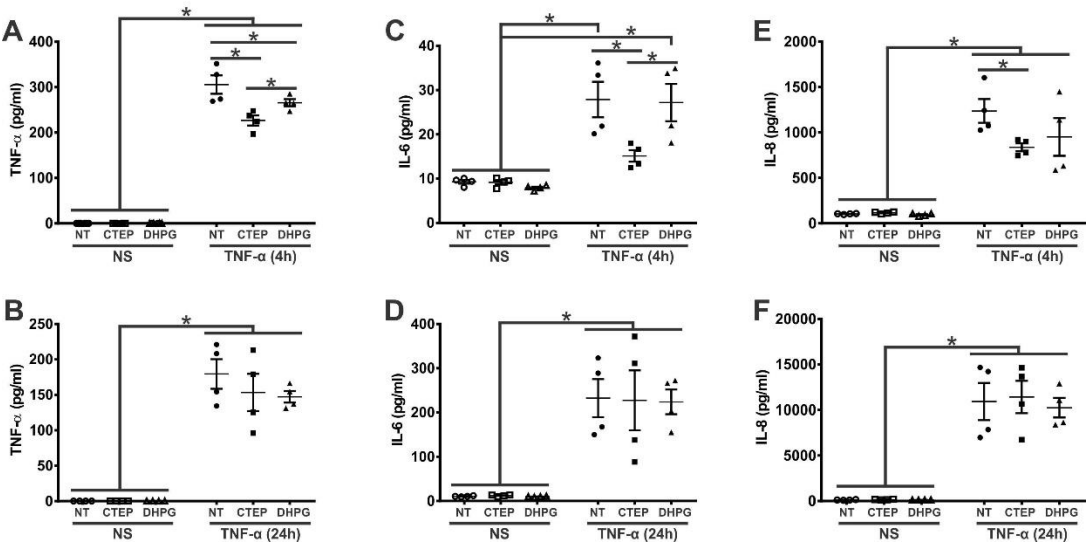 A
TNF-α (pg/ml)
400
300
200
100
0
*
*
*
*
NT CTEP DHPG NT CTEP DHPG
NS TNF-α (4h)
C
IL-6 (pg/ml)
40
30
20
10
0
*
*
*
*
NT CTEP DHPG NT CTEP DHPG
NS TNF-α (4h)
E
IL-8 (pg/ml)
2000
1500
1000
500
0
*
*
NT CTEP DHPG NT CTEP DHPG
NS TNF-α (4h)
B
TNF-α (pg/ml)
250
200
150
100
50
0
*
NT CTEP DHPG NT CTEP DHPG
NS TNF-α (24h)
D
IL-6 (pg/ml)
400
300
200
100
0
*
NT CTEP DHPG NT CTEP DHPG
NS TNF-α (24h)
F
IL-8 (pg/ml)
20000
15000
10000
5000
0
*
NT CTEP DHPG NT CTEP DHPG
NS TNF-α (24h)